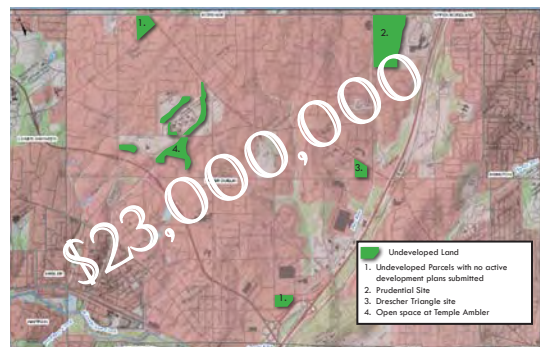 1.
2.
$23,000,000
4.
3.
1.
Undeveloped Land
1. Undeveloped Parcels with no active
development plans submitted
2. Prudential Site
3. Drescher Triangle site
4. Open space at Temple Ambler